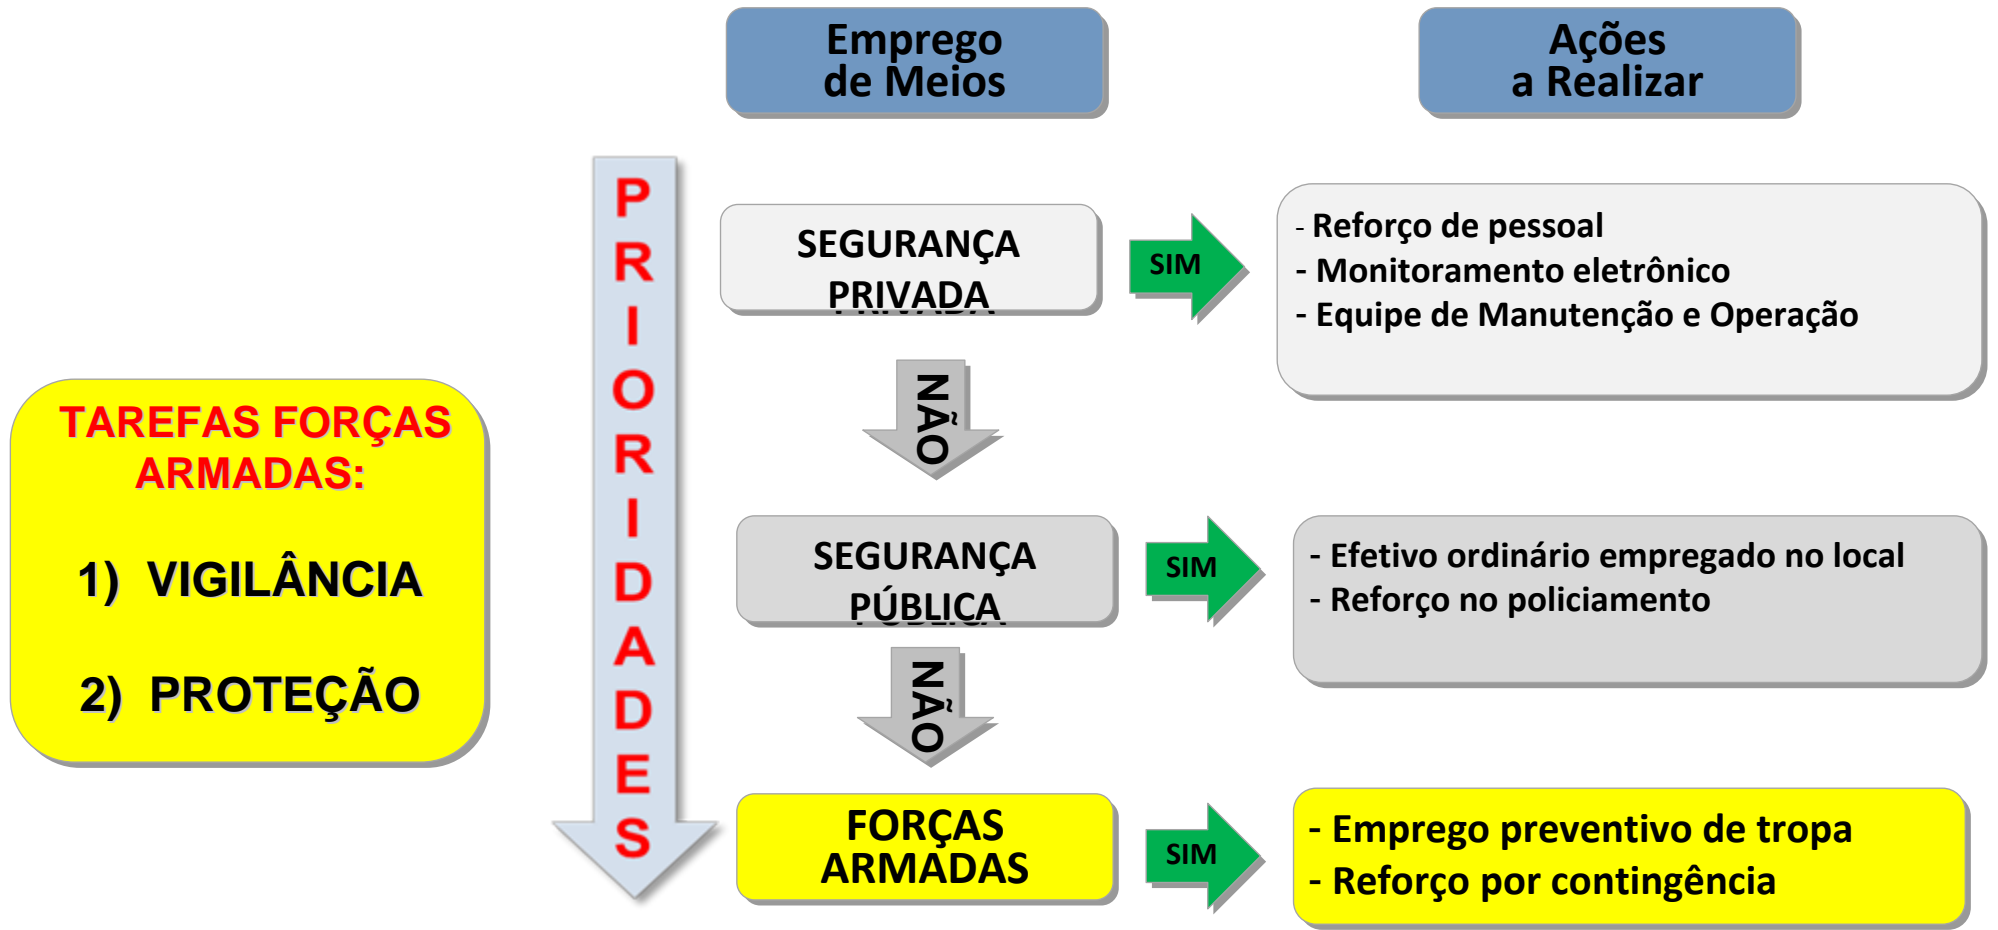 Emprego
de Meios
Ações
a Realizar
PRIORIDADES
SEGURANÇA
PRIVADA
SIM
- Reforço de pessoal
- Monitoramento eletrônico
- Equipe de Manutenção e Operação
NÃO
TAREFAS FORÇAS
ARMADAS:
1) VIGILÂNCIA
2) PROTEÇÃO
SEGURANÇA
PÚBLICA
SIM
- Efetivo ordinário empregado no local
- Reforço no policiamento
NÃO
FORÇAS
ARMADAS
SIM
- Emprego preventivo de tropa
- Reforço por contingência